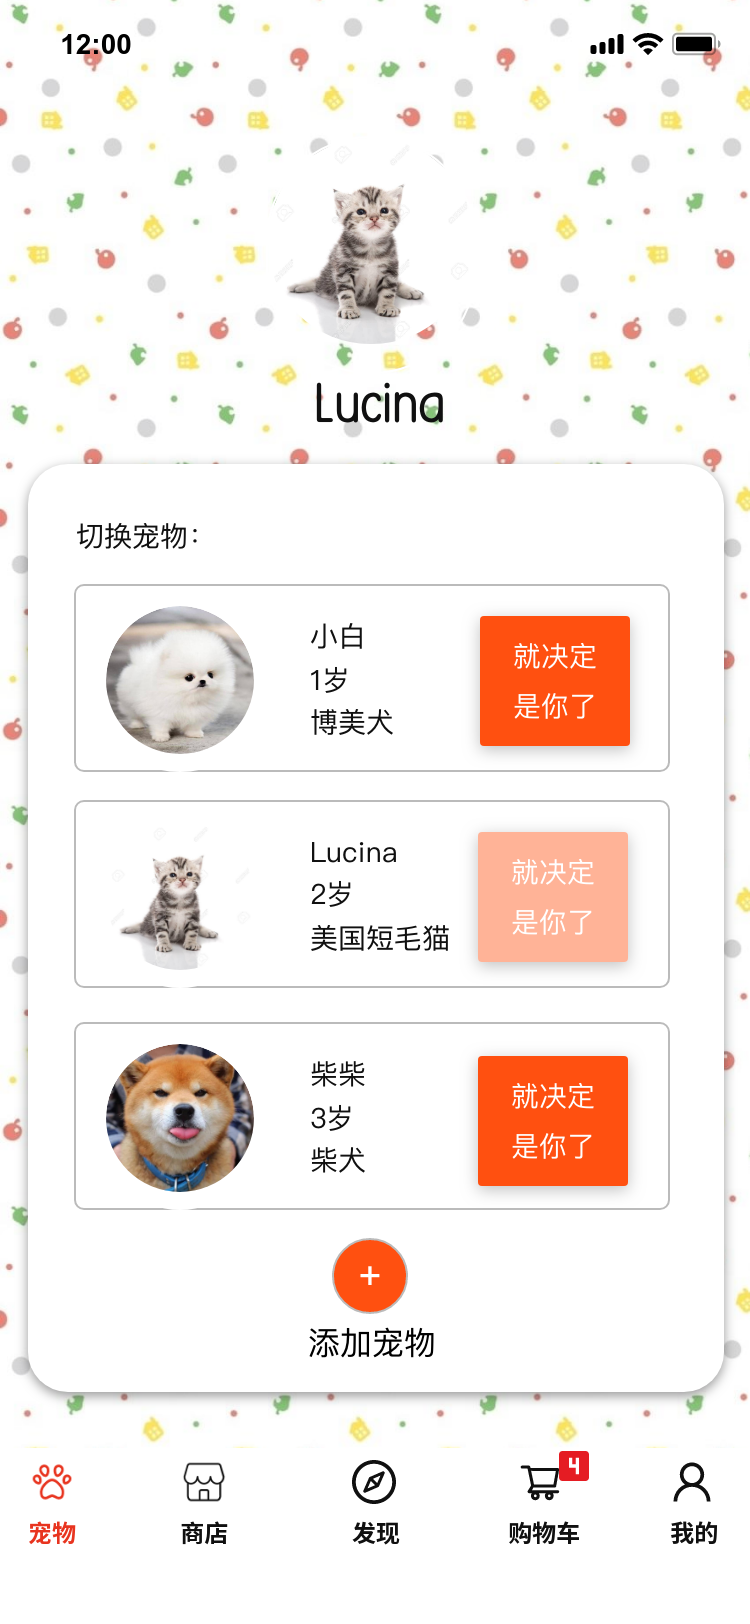 12:00
Lucina
切换宠物：
小白
1岁
博美犬
就决定
是你了
Lucina
2岁
美国短毛猫
就决定
是你了
柴柴
3岁
柴犬
就决定
是你了
+
添加宠物
4
宠物
商店
发现
购物车
我的